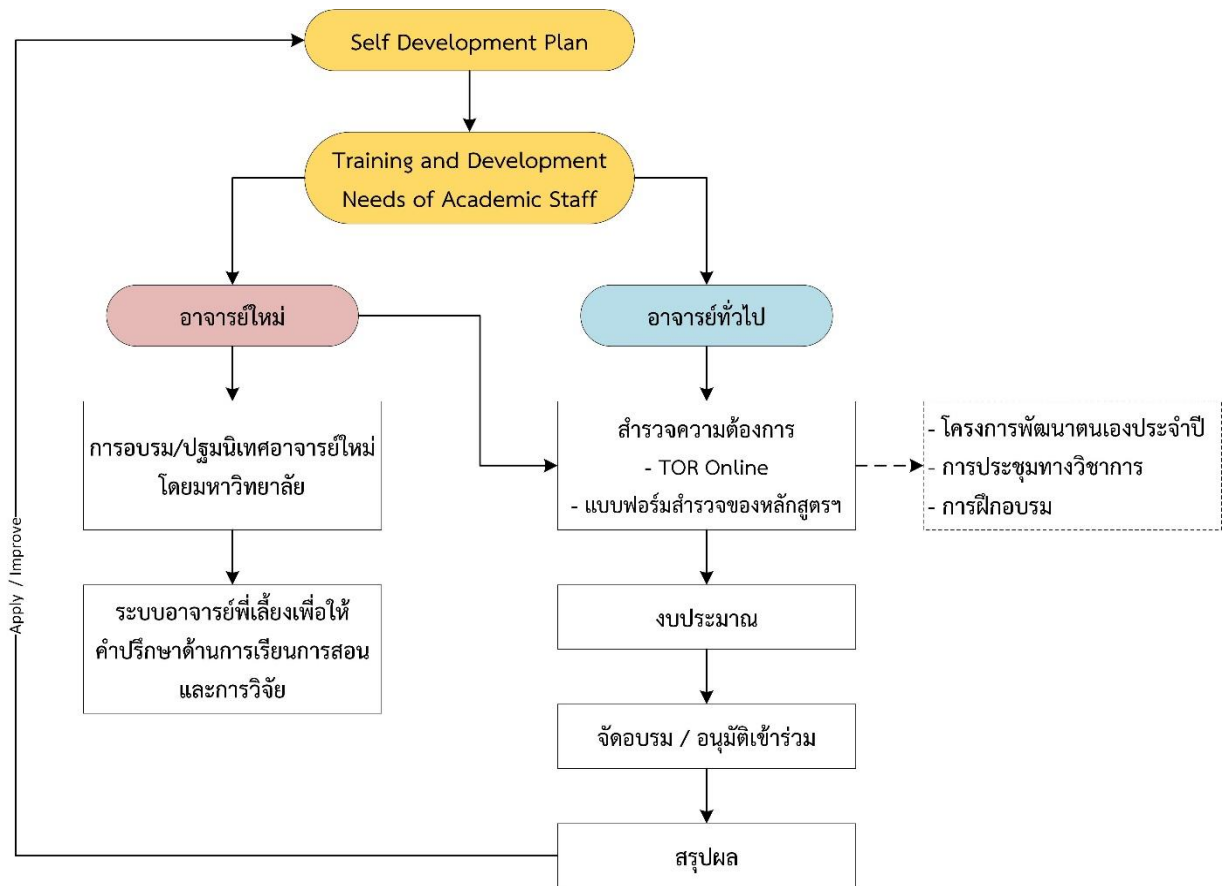 Self Development Plan
Training and Development
Needs of Academic Staff
อาจารย์ใหม่
อาจารย์ทั่วไป
การอบรม/ปฐมนิเทศอาจารย์ใหม่
โดยมหาวิทยาลัย
สำรวจความต้องการ
- TOR Online
- แบบฟอร์มสำรวจของหลักสูตรฯ
- โครงการพัฒนาตนเองประจำปี
- การประชุมทางวิชาการ
- การฝึกอบรม
ระบบอาจารย์พี่เลี้ยงเพื่อให้
คำปรึกษาด้านการเรียนการสอน
และการวิจัย
งบประมาณ
จัดอบรม / อนุมัติเข้าร่วม
สรุปผล
Apply / Improve